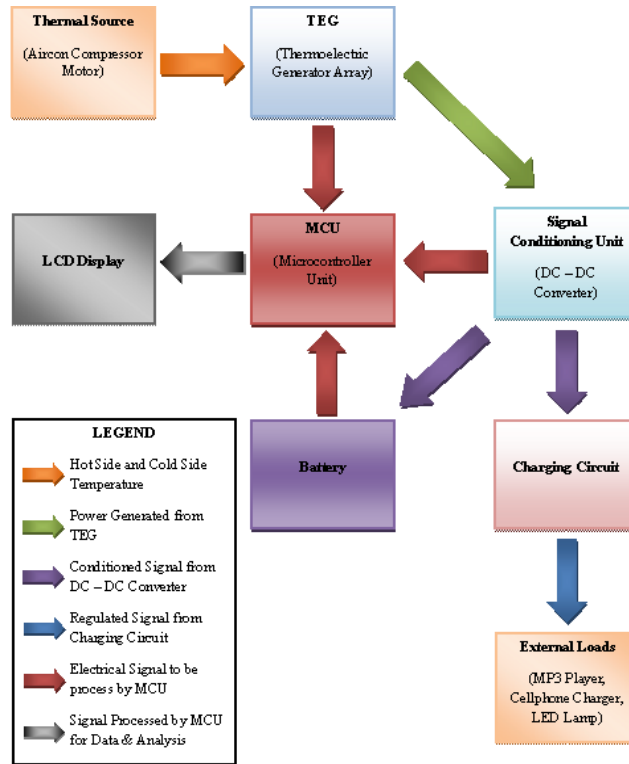 Thermal Source
(Aircon Compressor
Motor)
TEG
(Thermoelectric
Generator Array)
LCD Display
MCU
(Microcontroller
Unit)
Signal
Conditioning Unit
(DC – DC
Converter)
Battery
Charging Circuit
External Loads
(MP3 Player,
Cellphone Charger,
LED Lamp)
LEGEND
Hot Side and Cold Side
Temperature
Power Generated from
TEG
Conditioned Signal from
DC – DC Converter
Regulated Signal from
Charging Circuit
Electrical Signal to be
process by MCU
Signal Processed by MCU
for Data & Analysis